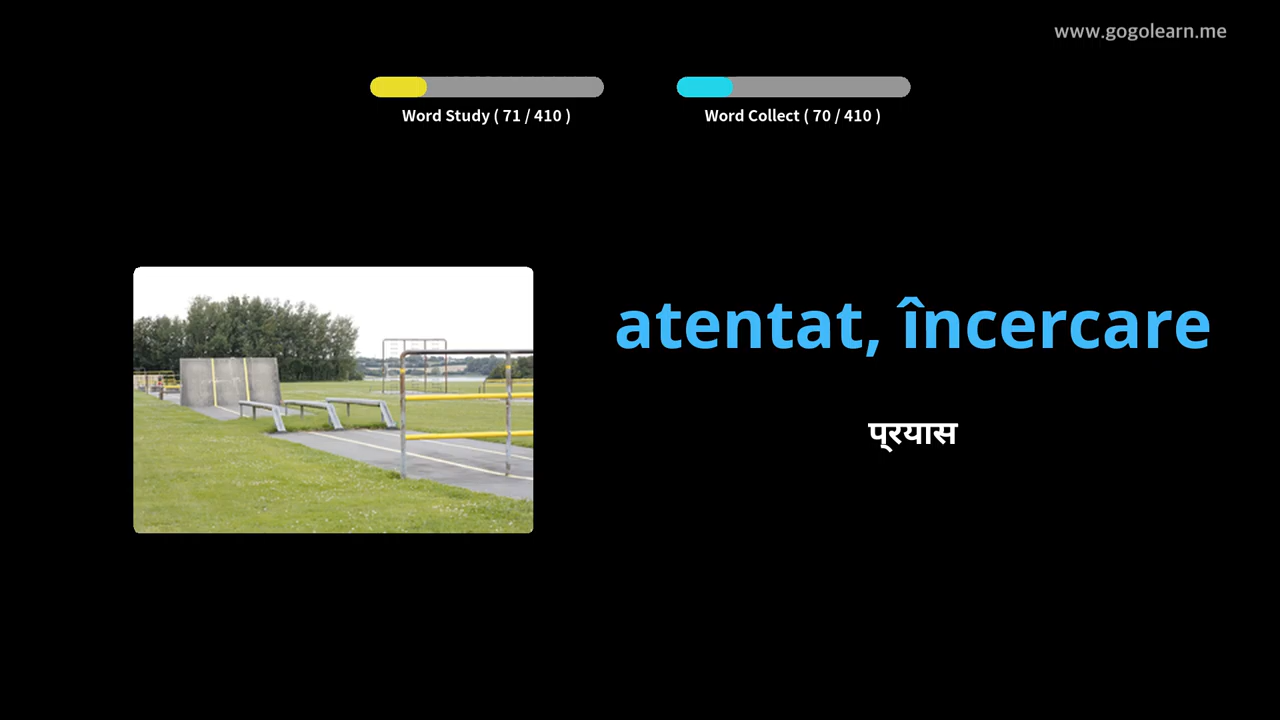 www.gogolearn.me
Word Study ( 71 / 410 )
Word Collect ( 70 / 410 )
atentat, încercare
प्रयास